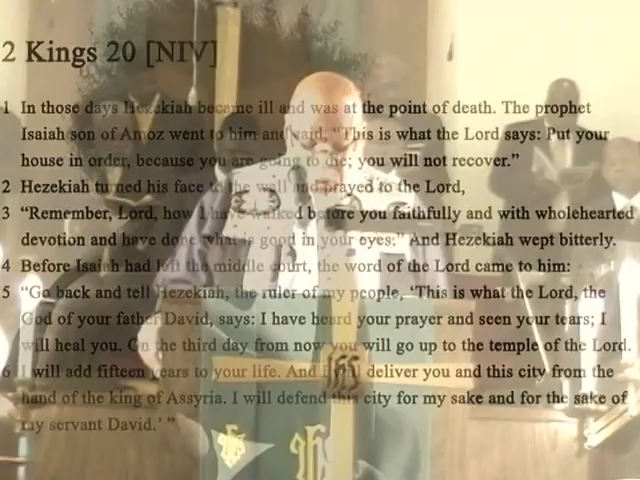 2 Kings 20 [NIV]
1 In those days Hezekiah became ill and was at the point of death. The prophet
Isaiah son of Amoz went to him and said, “This is what the Lord says: Put your
house in order, because you are going to die; you will not recover.”
2 Hezekiah turned his face to the wall and prayed to the Lord,
3 “Remember, Lord, how I have walked before you faithfully and with wholehearted
devotion and have done what is good in your eyes.” And Hezekiah wept bitterly.
4 Before Isaiah had left the middle court, the word of the Lord came to him:
5 “Go back and tell Hezekiah, the ruler of my people, ‘This is what the Lord, the
God of your father David, says: I have heard your prayer and seen your tears; I
will heal you. On the third day from now you will go up to the temple of the Lord.
6 I will add fifteen years to your life. And I will deliver you and this city from the
hand of the king of Assyria. I will defend this city for my sake and for the sake of
my servant David.’ ”
IHS